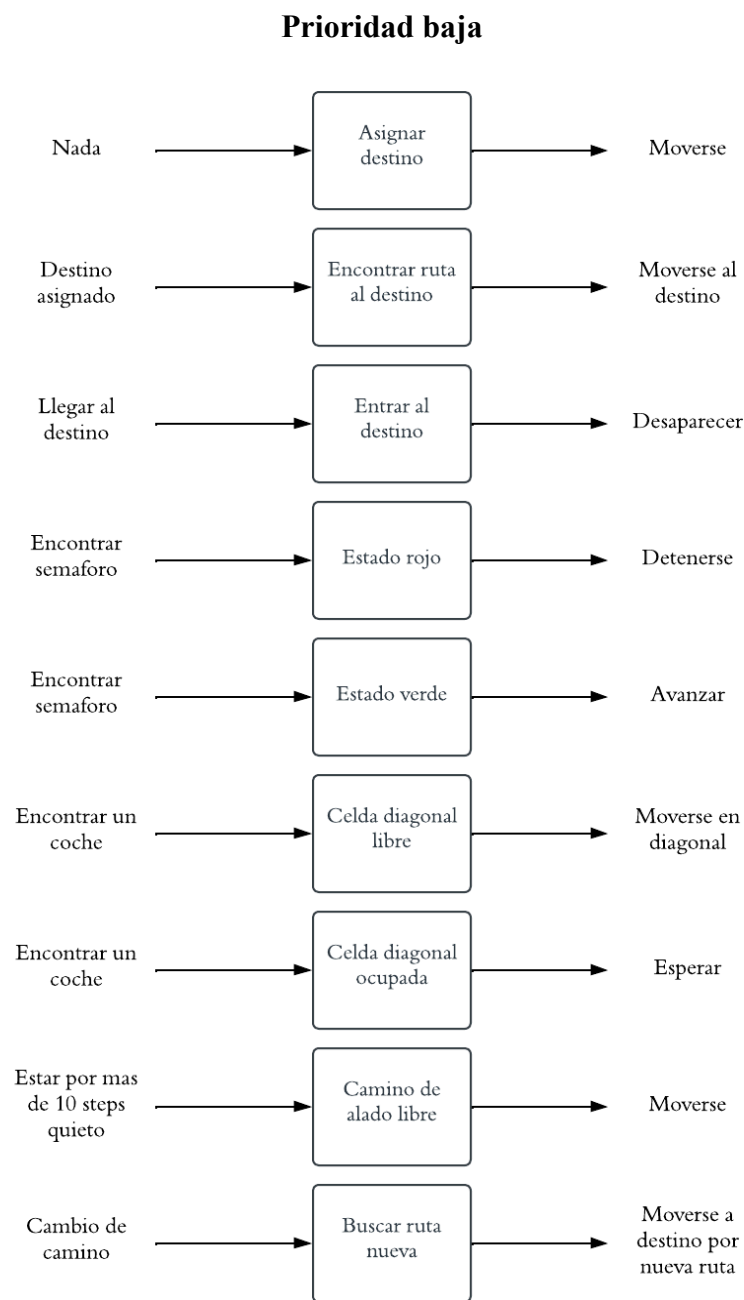 Prioridad baja
Nada
Asignar
destino
Moverse
Destino
asignado
Encontrar ruta
al destino
Moverse al
destino
Llegar al
destino
Entrar al
destino
Desaparecer
Encontrar
semaforo
Estado rojo
Detenerse
Encontrar
semaforo
Estado verde
Avanzar
Encontrar un
coche
Celda diagonal
libre
Moverse en
diagonal
Encontrar un
coche
Celda diagonal
ocupada
Esperar
Estar por mas
de 10 steps
quieto
Camino de
alado libre
Moverse
Cambio de
camino
Buscar ruta
nueva
Moverse a
destino por
nueva ruta